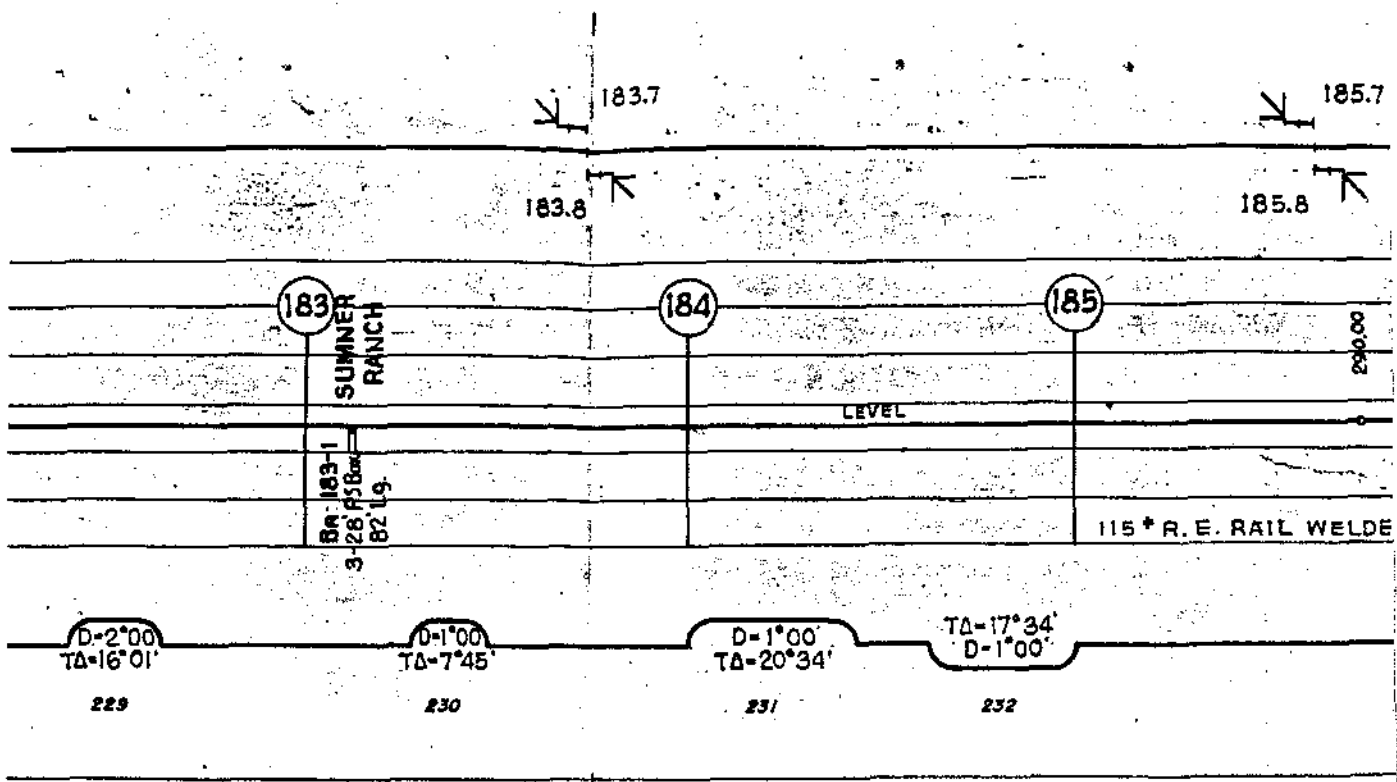 183.7
185.7
183.8
185.8
183
SUMNER
RANCH
184
185
290.00
LEVEL
BR. 183-1
3-28' PS Box
82' Lg.
115# R. E. RAIL WELDE
D=2°00'
TΔ=16°01'
D=1°00'
TΔ=7°45'
D=1°00'
TΔ=20°34'
TΔ=17°34'
D=1°00'
229
230
231
232